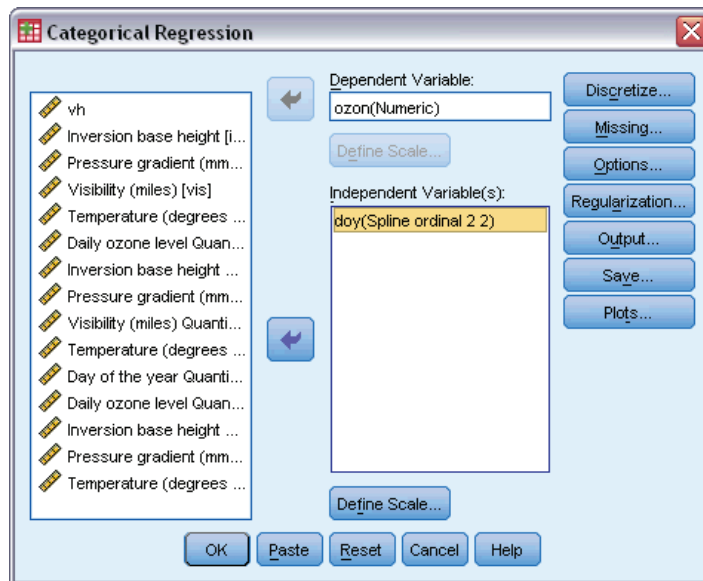 Categorical Regression
vh
Inversion base height [i...
Pressure gradient (mm...
Visibility (miles) [vis]
Temperature (degrees ...
Daily ozone level Quan...
Inversion base height ...
Pressure gradient (mm...
Visibility (miles) Quanti...
Temperature (degrees ...
Day of the year Quanti...
Daily ozone level Quan...
Inversion base height ...
Pressure gradient (mm...
Temperature (degrees ...
Dependent Variable:
ozon(Numeric)
Define Scale...
Independent Variable(s):
doy(Spline ordinal 2 2)
Define Scale...
Discretize...
Missing...
Options...
Regularization...
Output...
Save...
Plots...
OK
Paste
Reset
Cancel
Help